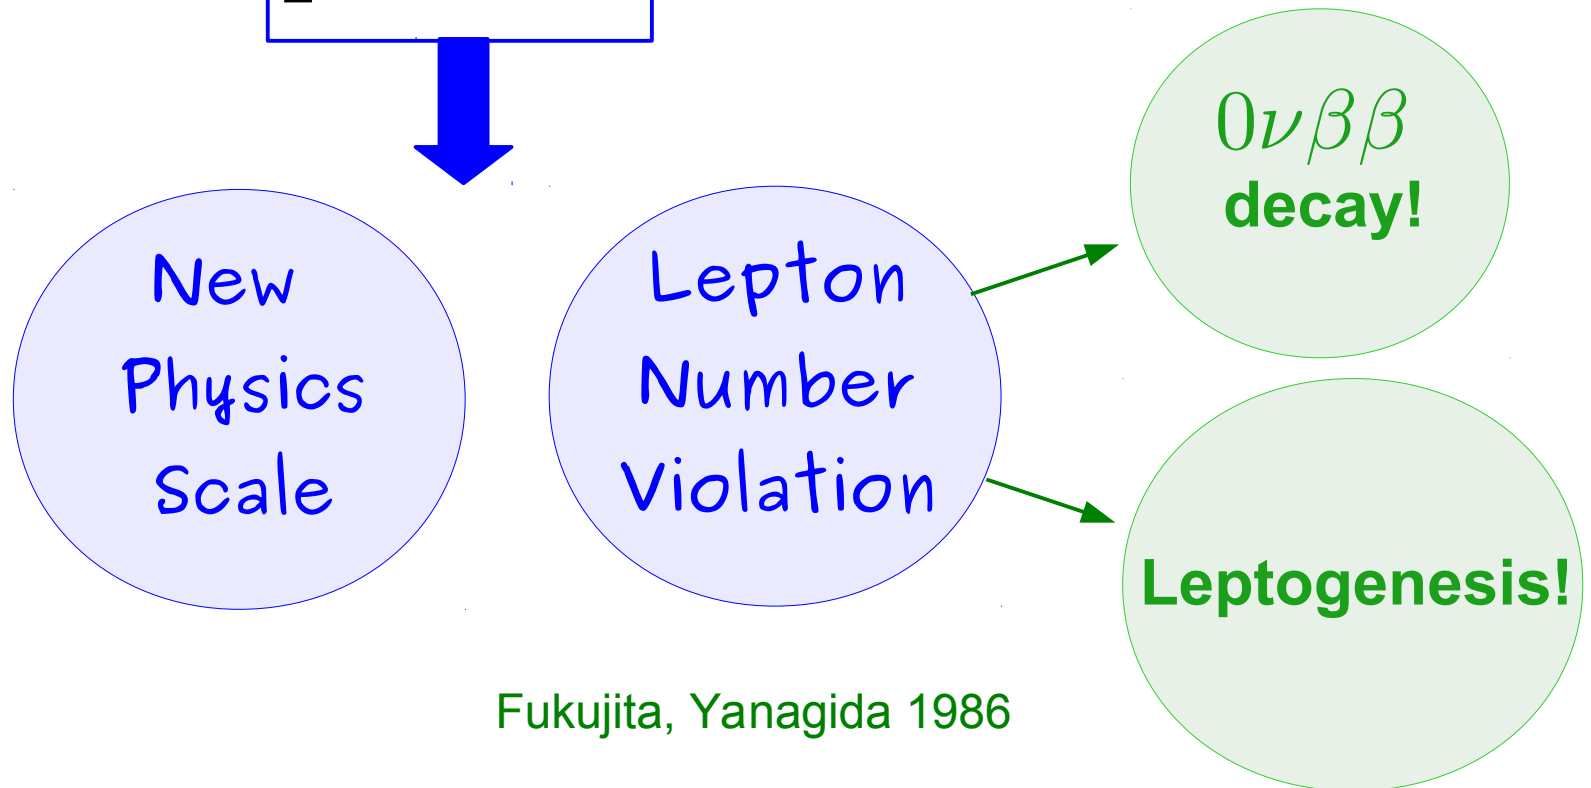 0νββ
decay!
New
Physics
Scale
Lepton
Number
Violation
Leptogenesis!
Fukujita, Yanagida 1986